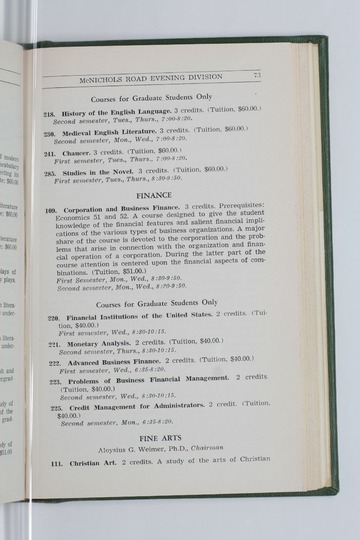 McNICHOLS ROAD EVENING DIVISION 73
Courses for Graduate Students Only
218. History of the English Language. 3 credits. (Tuition, $60.00.)
Second semester, Tues., Thurs., 7:00-8:20.
230. Medieval English Literature. 3 credits. (Tuition, $60.00.)
Second semester, Mon., Wed., 7:00-8:20.
241. Chaucer. 3 credits. (Tuition, $60.00.)
First semester, Tues., Thurs., 7:00-8:20.
285. Studies in the Novel. 3 credits. (Tuition, $60.00.)
First semester, Tues., Thurs., 8:30-9:50.
FINANCE
109. Corporation and Business Finance. 3 credits. Prerequisites:
Economics 51 and 52. A course designed to give the student
knowledge of the financial features and salient financial impli-
cations of the various types of business organizations. A major
share of the course is devoted to the corporation and the prob-
lems that arise in connection with the organization and finan-
cial operation of a corporation. During the latter part of the
course attention is centered upon the financial aspects of com-
binations. (Tuition, $51.00.)
First Semester, Mon., Wed., 8:30-9:50.
Second semester, Mon., Wed., 8:30-9:50.
Courses for Graduate Students Only
220. Financial Institutions of the United States. 2 credits. (Tui-
tion, $40.00.)
First semester, Wed., 8:30-10:15.
221. Monetary Analysis. 2 credits. (Tuition, $40.00.)
Second semester, Thurs., 8:30-10:15.
222. Advanced Business Finance. 2 credits. (Tuition, $40.00.)
First semester, Wed., 6:35-8:20.
223. Problems of Business Financial Management. 2 credits.
(Tuition, $40.00.)
Second semester, Wed., 8:30-10:15.
225. Credit Management for Administrators. 2 credit. (Tuition,
$40.00.)
Second semester, Mon., 6:35-8:20.
FINE ARTS
Aloysius G. Weimer, Ph.D., Chairman
111. Christian Art. 2 credits. A study of the arts of Christian